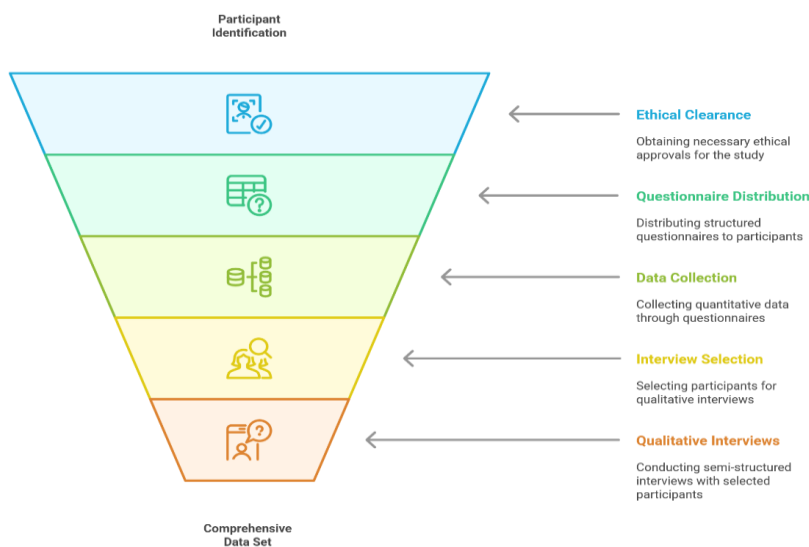 Participant
Identification
Ethical Clearance
Obtaining necessary ethical
approvals for the study
Questionnaire Distribution
Distributing structured
questionnaires to participants
Data Collection
Collecting quantitative data
through questionnaires
Interview Selection
Selecting participants for
qualitative interviews
Qualitative Interviews
Conducting semi-structured
interviews with selected
participants
Comprehensive
Data Set